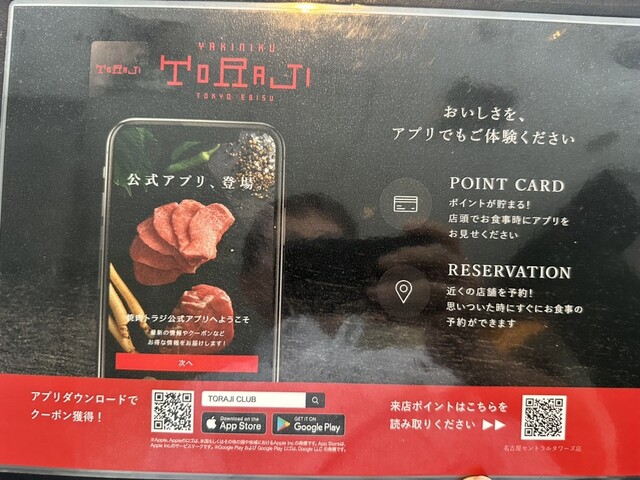 YAKINIKU
TORAJI
TOKYO EBISU
TORAJI
おいしさを、
アプリでもご体験ください
公式アプリ、登場
POINT CARD
ポイントが貯まる!
店頭でお食事時にアプリを
お見せください
RESERVATION
近くの店舗を予約!
思いついた時にすぐにお食事の
予約ができます
焼肉トラジ公式アプリへようこそ
最新の情報やクーポンなど
お得な情報をお届けします!
次へ
アプリダウンロードで
クーポン獲得!
TORAJI CLUB
Download on the
App Store
GET IT ON
Google Play
来店ポイントはこちらを
読み取りください ▶▶
名古屋セントラルタワーズ店